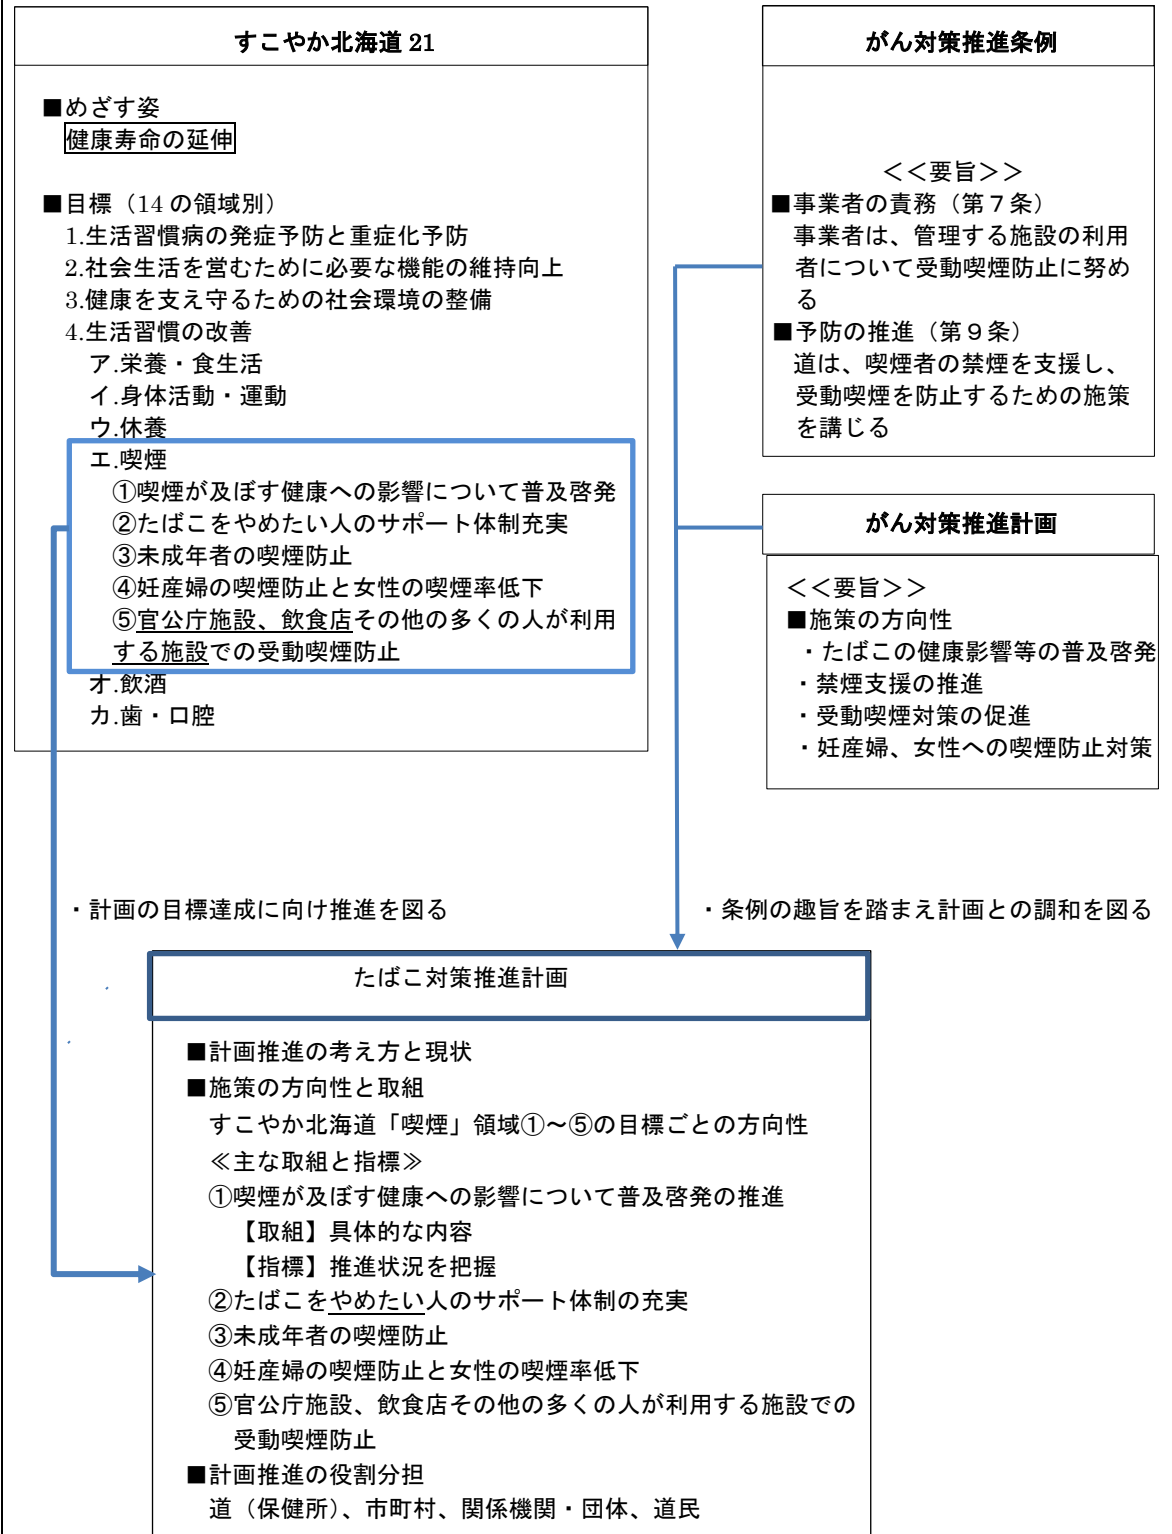 すこやか北海道 21
■めざす姿
健康寿命の延伸
■目標（14 の領域別）
1.生活習慣病の発症予防と重症化予防
2.社会生活を営むために必要な機能の維持向上
3.健康を支え守るための社会環境の整備
4.生活習慣の改善
ア.栄養・食生活
イ.身体活動・運動
ウ.休養
エ.喫煙
①喫煙が及ぼす健康への影響について普及啓発
②たばこをやめたい人のサポート体制充実
③未成年者の喫煙防止
④妊産婦の喫煙防止と女性の喫煙率低下
⑤官公庁施設、飲食店その他の多くの人が利用
する施設での受動喫煙防止
オ.飲酒
カ.歯・口腔
がん対策推進条例
＜＜要旨＞＞
■事業者の責務（第７条）
事業者は、管理する施設の利用
者について受動喫煙防止に努め
る
■予防の推進（第９条）
道は、喫煙者の禁煙を支援し、
受動喫煙を防止するための施策
を講じる
がん対策推進計画
＜＜要旨＞＞
■施策の方向性
・たばこの健康影響等の普及啓発
・禁煙支援の推進
・受動喫煙対策の促進
・妊産婦、女性への喫煙防止対策
・計画の目標達成に向け推進を図る
・条例の趣旨を踏まえ計画との調和を図る
たばこ対策推進計画
■計画推進の考え方と現状
■施策の方向性と取組
すこやか北海道「喫煙」領域①～⑤の目標ごとの方向性
≪主な取組と指標≫
①喫煙が及ぼす健康への影響について普及啓発の推進
【取組】具体的な内容
【指標】推進状況を把握
②たばこをやめたい人のサポート体制の充実
③未成年者の喫煙防止
④妊産婦の喫煙防止と女性の喫煙率低下
⑤官公庁施設、飲食店その他の多くの人が利用する施設での
受動喫煙防止
■計画推進の役割分担
道（保健所）、市町村、関係機関・団体、道民